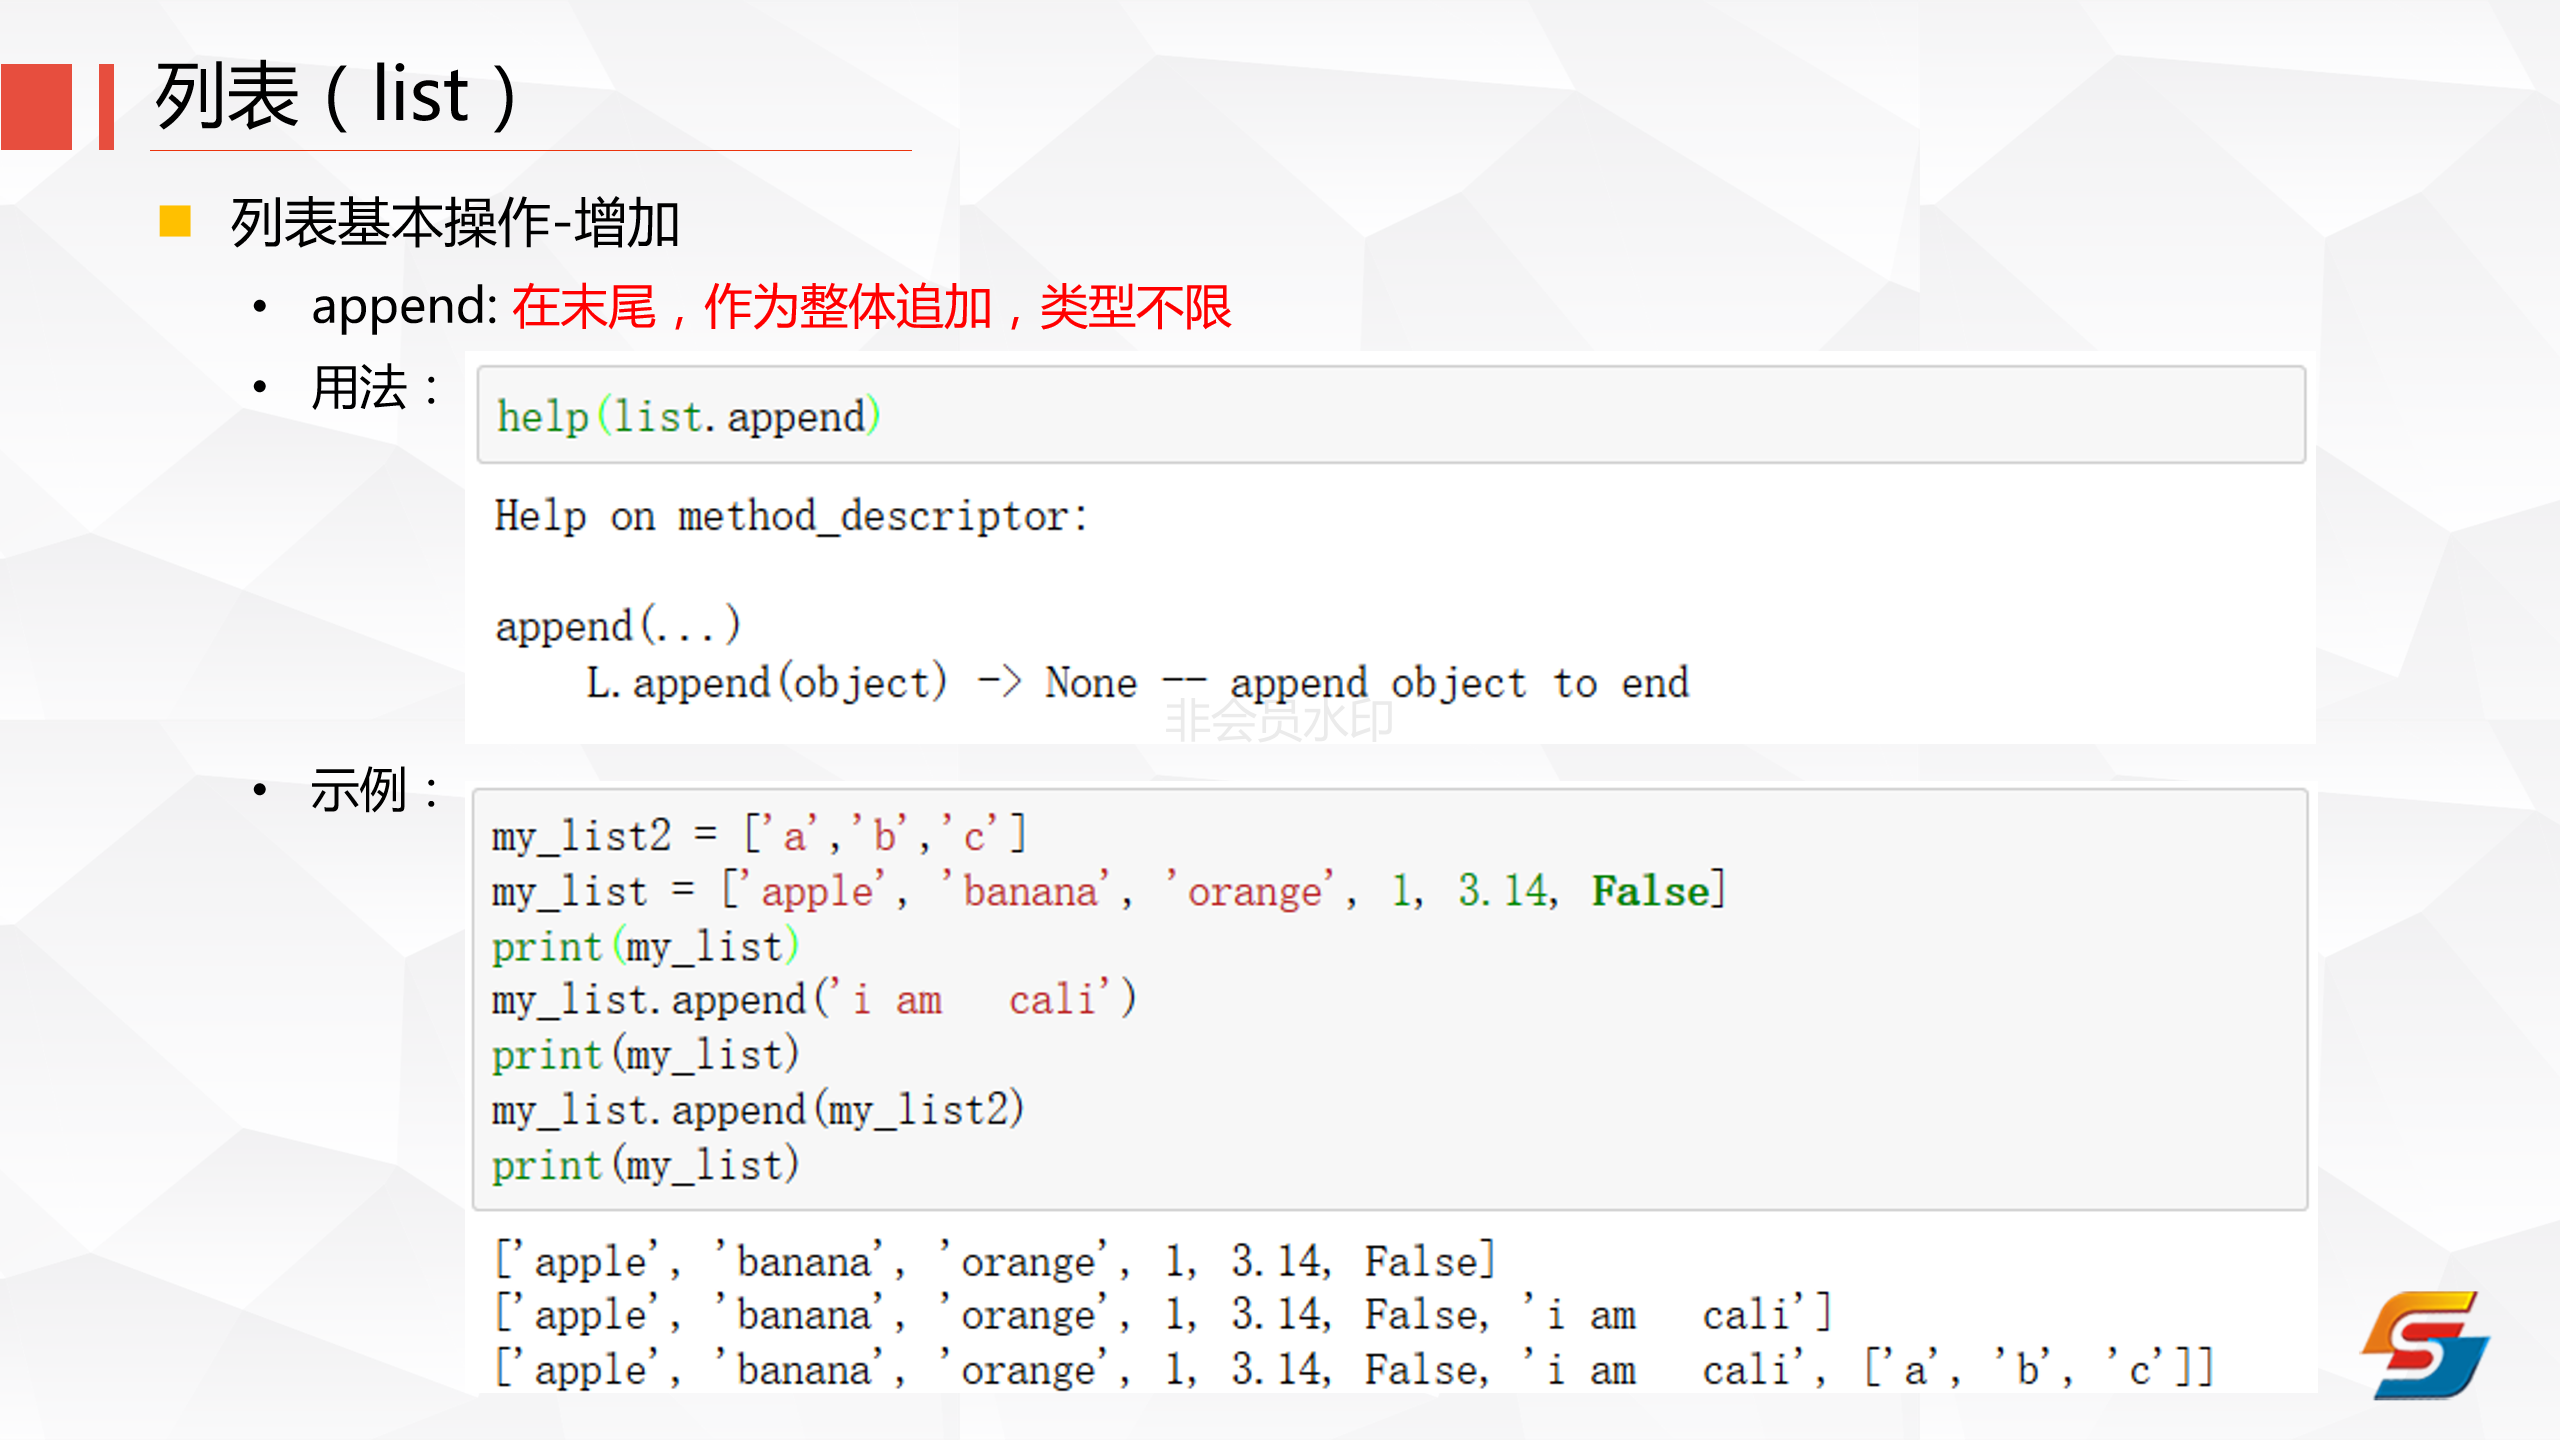 列表（list）
列表基本操作-增加
• append: 在末尾，作为整体追加，类型不限
• 用法：
help(list.append)
Help on method_descriptor:
append(...)
    L.append(object) -> None -- append object to end
非会员水印
• 示例：
my_list2 = ['a','b','c']
my_list = ['apple', 'banana', 'orange', 1, 3.14, False]
print(my_list)
my_list.append('i am   cali')
print(my_list)
my_list.append(my_list2)
print(my_list)
['apple', 'banana', 'orange', 1, 3.14, False]
['apple', 'banana', 'orange', 1, 3.14, False, 'i am   cali']
['apple', 'banana', 'orange', 1, 3.14, False, 'i am   cali', ['a', 'b', 'c']]